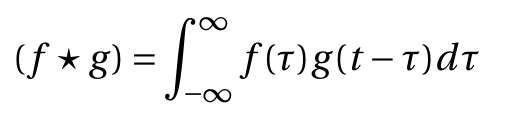 (f ⋆ g) = ∫_{-∞}^{∞} f(τ)g(t − τ)dτ